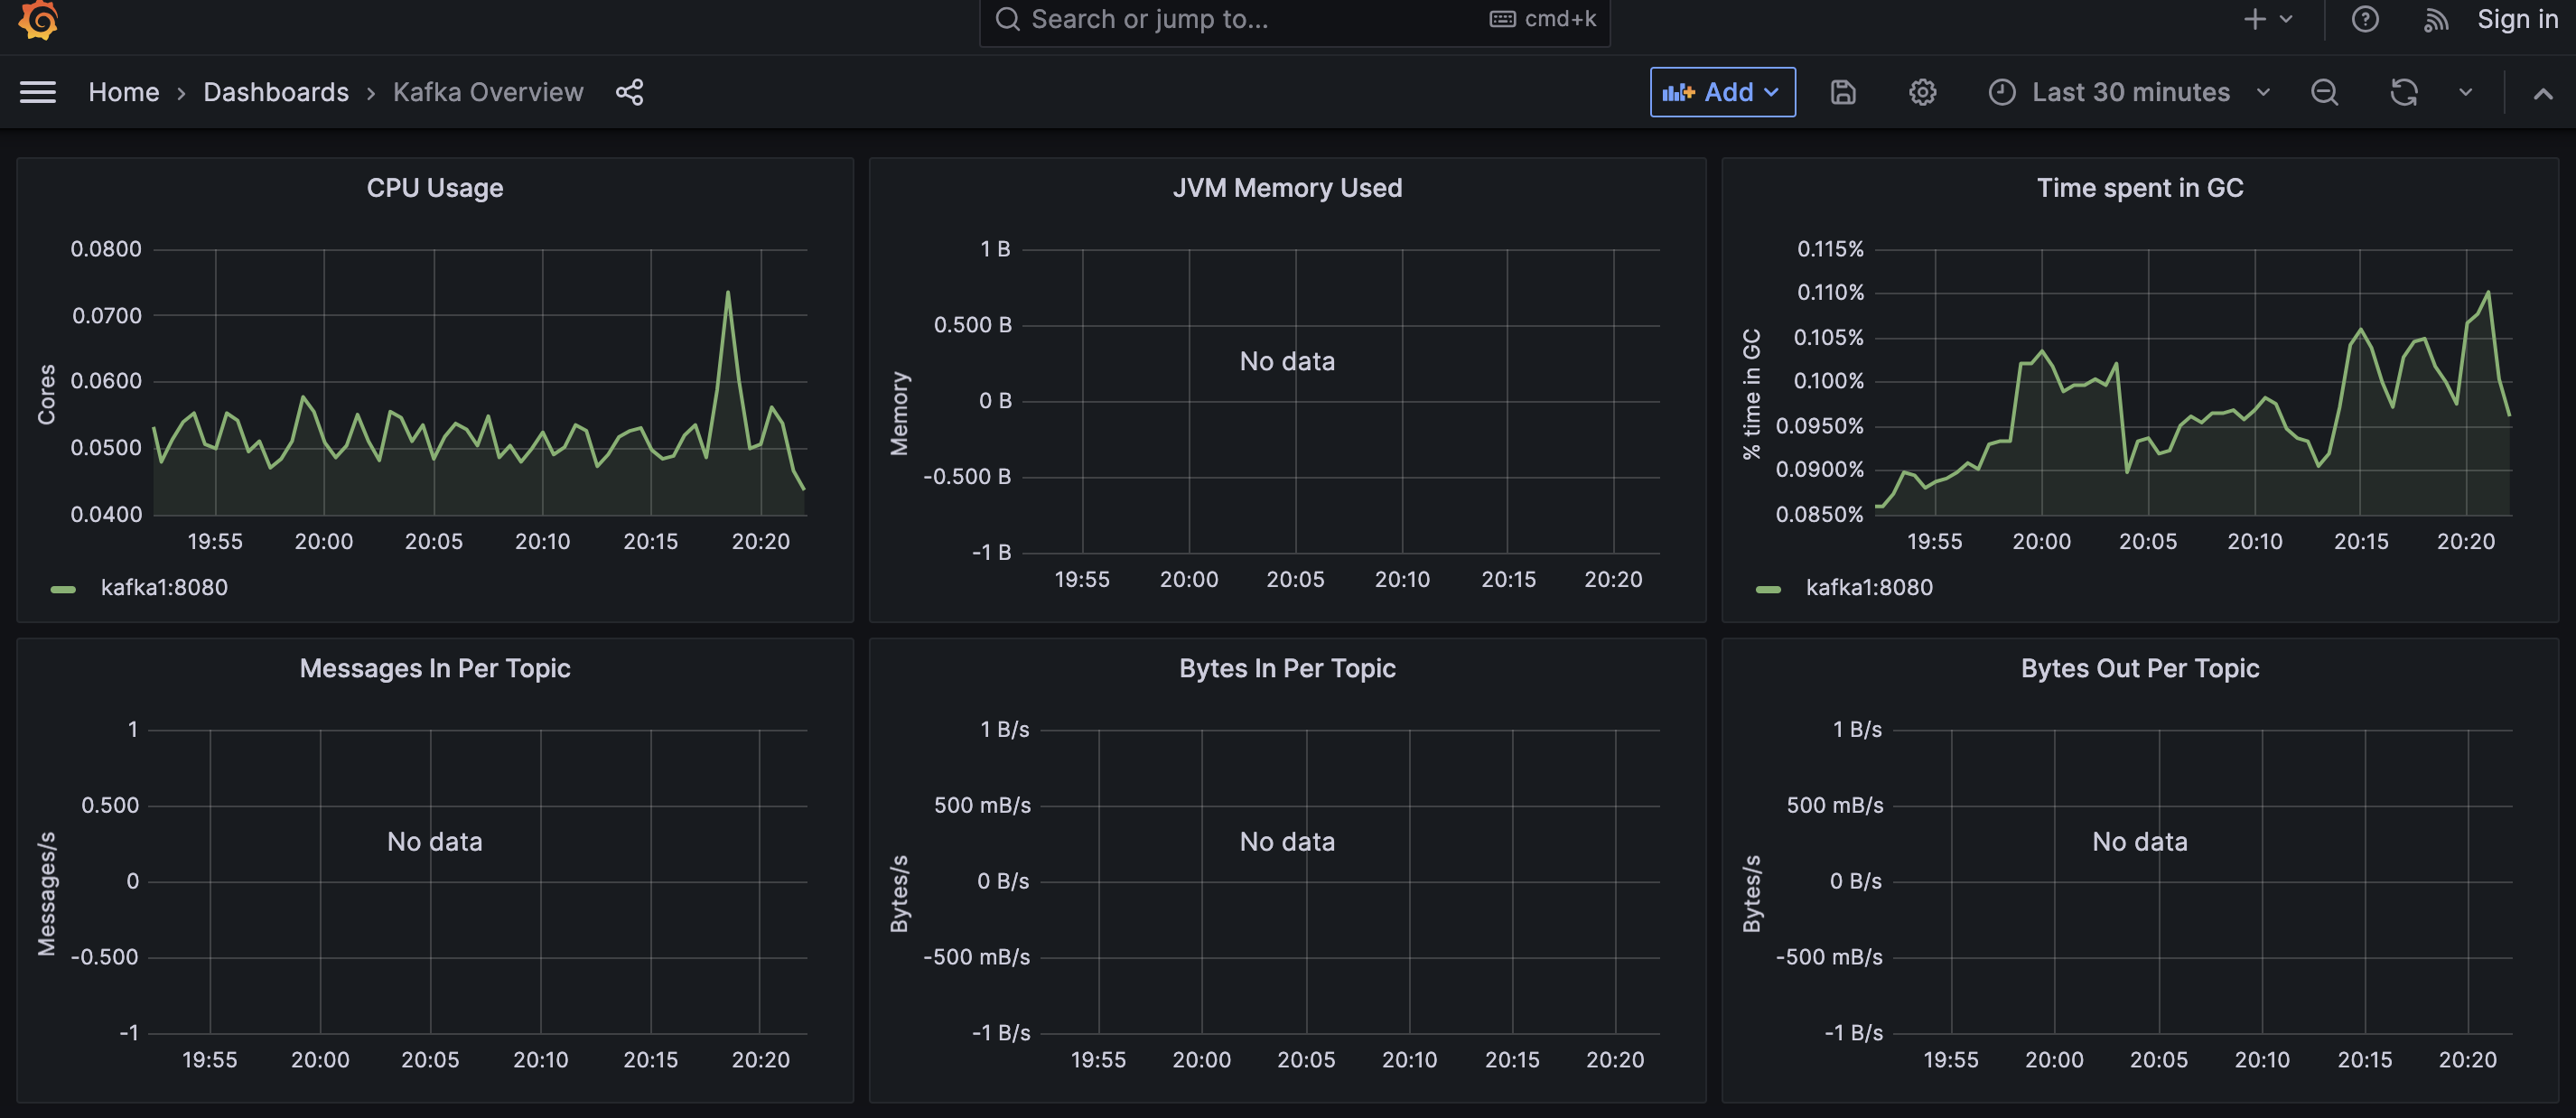 Search or jump to... cmd+k Sign in
Home › Dashboards › Kafka Overview Add Last 30 minutes
CPU Usage
0.0800
0.0700
0.0600
0.0500
0.0400
Cores
19:55 20:00 20:05 20:10 20:15 20:20
kafka1:8080
JVM Memory Used
1 B
0.500 B
0 B
-0.500 B
-1 B
Memory
No data
19:55 20:00 20:05 20:10 20:15 20:20
Time spent in GC
0.115%
0.110%
0.105%
0.100%
0.0950%
0.0900%
0.0850%
% time in GC
19:55 20:00 20:05 20:10 20:15 20:20
kafka1:8080
Messages In Per Topic
1
0.500
0
-0.500
-1
Messages/s
No data
19:55 20:00 20:05 20:10 20:15 20:20
Bytes In Per Topic
1 B/s
500 mB/s
0 B/s
-500 mB/s
-1 B/s
Bytes/s
No data
19:55 20:00 20:05 20:10 20:15 20:20
Bytes Out Per Topic
1 B/s
500 mB/s
0 B/s
-500 mB/s
-1 B/s
Bytes/s
No data
19:55 20:00 20:05 20:10 20:15 20:20